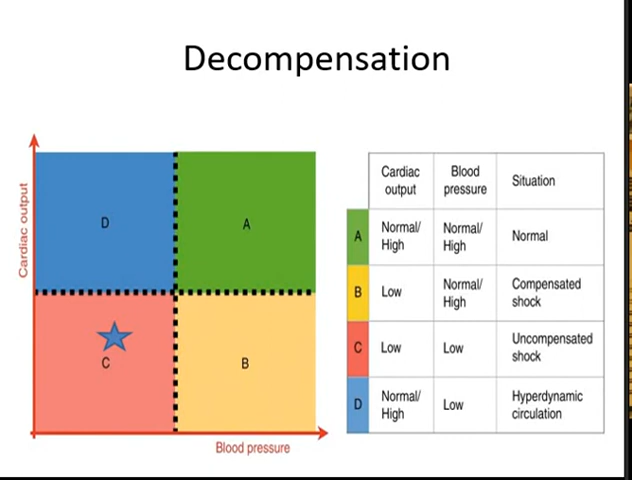 Decompensation
Cardiac output
D
A
C
B
Blood pressure
Cardiac output
Blood pressure
Situation
A
Normal/ High
Normal/ High
Normal
B
Low
Normal/ High
Compensated shock
C
Low
Low
Uncompensated shock
D
Normal/ High
Low
Hyperdynamic circulation